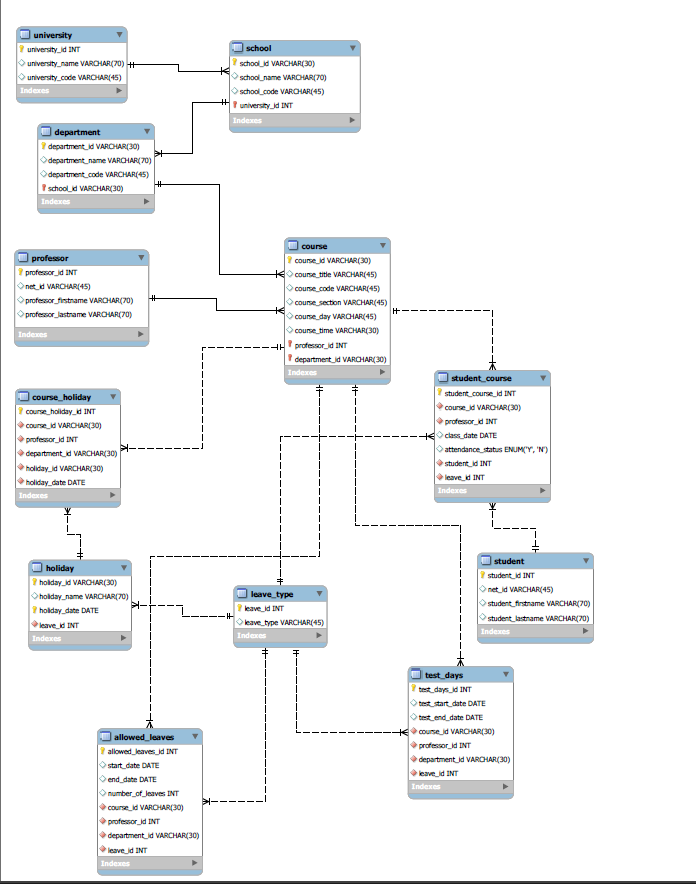 university
university_id INT
university_name VARCHAR(70)
university_code VARCHAR(45)
Indexes
school
school_id VARCHAR(30)
school_name VARCHAR(70)
school_code VARCHAR(45)
university_id INT
Indexes
department
department_id VARCHAR(30)
department_name VARCHAR(70)
department_code VARCHAR(45)
school_id VARCHAR(30)
Indexes
professor
professor_id INT
net_id VARCHAR(45)
professor_firstname VARCHAR(70)
professor_lastname VARCHAR(70)
Indexes
course
course_id VARCHAR(30)
course_title VARCHAR(45)
course_code VARCHAR(45)
course_section VARCHAR(45)
course_day VARCHAR(45)
course_time VARCHAR(30)
professor_id INT
department_id VARCHAR(30)
Indexes
course_holiday
course_holiday_id INT
course_id VARCHAR(30)
professor_id INT
department_id VARCHAR(30)
holiday_id VARCHAR(30)
holiday_date DATE
Indexes
student_course
student_course_id INT
course_id VARCHAR(30)
professor_id INT
class_date DATE
attendance_status ENUM('Y', 'N')
student_id INT
leave_id INT
Indexes
holiday
holiday_id VARCHAR(30)
holiday_name VARCHAR(70)
holiday_date DATE
leave_id INT
Indexes
leave_type
leave_id INT
leave_type VARCHAR(45)
Indexes
student
student_id INT
net_id VARCHAR(45)
student_firstname VARCHAR(70)
student_lastname VARCHAR(70)
Indexes
test_days
test_days_id INT
test_start_date DATE
test_end_date DATE
course_id VARCHAR(30)
professor_id INT
department_id VARCHAR(30)
leave_id INT
Indexes
allowed_leaves
allowed_leaves_id INT
start_date DATE
end_date DATE
number_of_leaves INT
course_id VARCHAR(30)
professor_id INT
department_id VARCHAR(30)
leave_id INT
Indexes